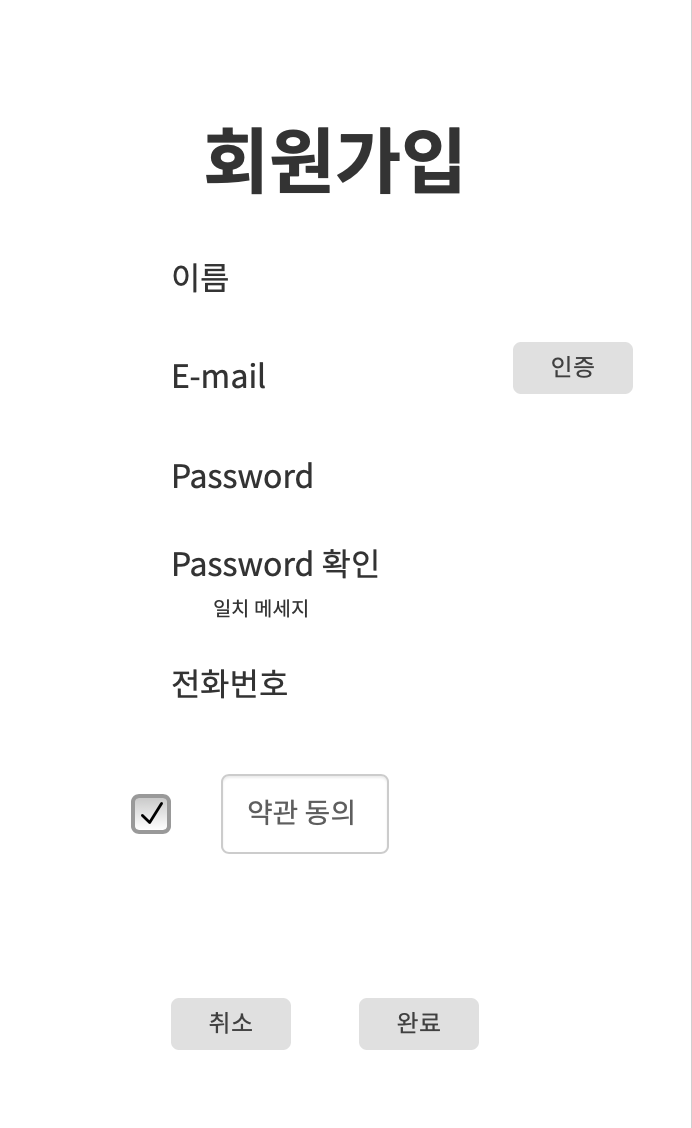 회원가입
이름
E-mail
인증
Password
Password 확인
일치 메세지
전화번호
약관 동의
취소
완료